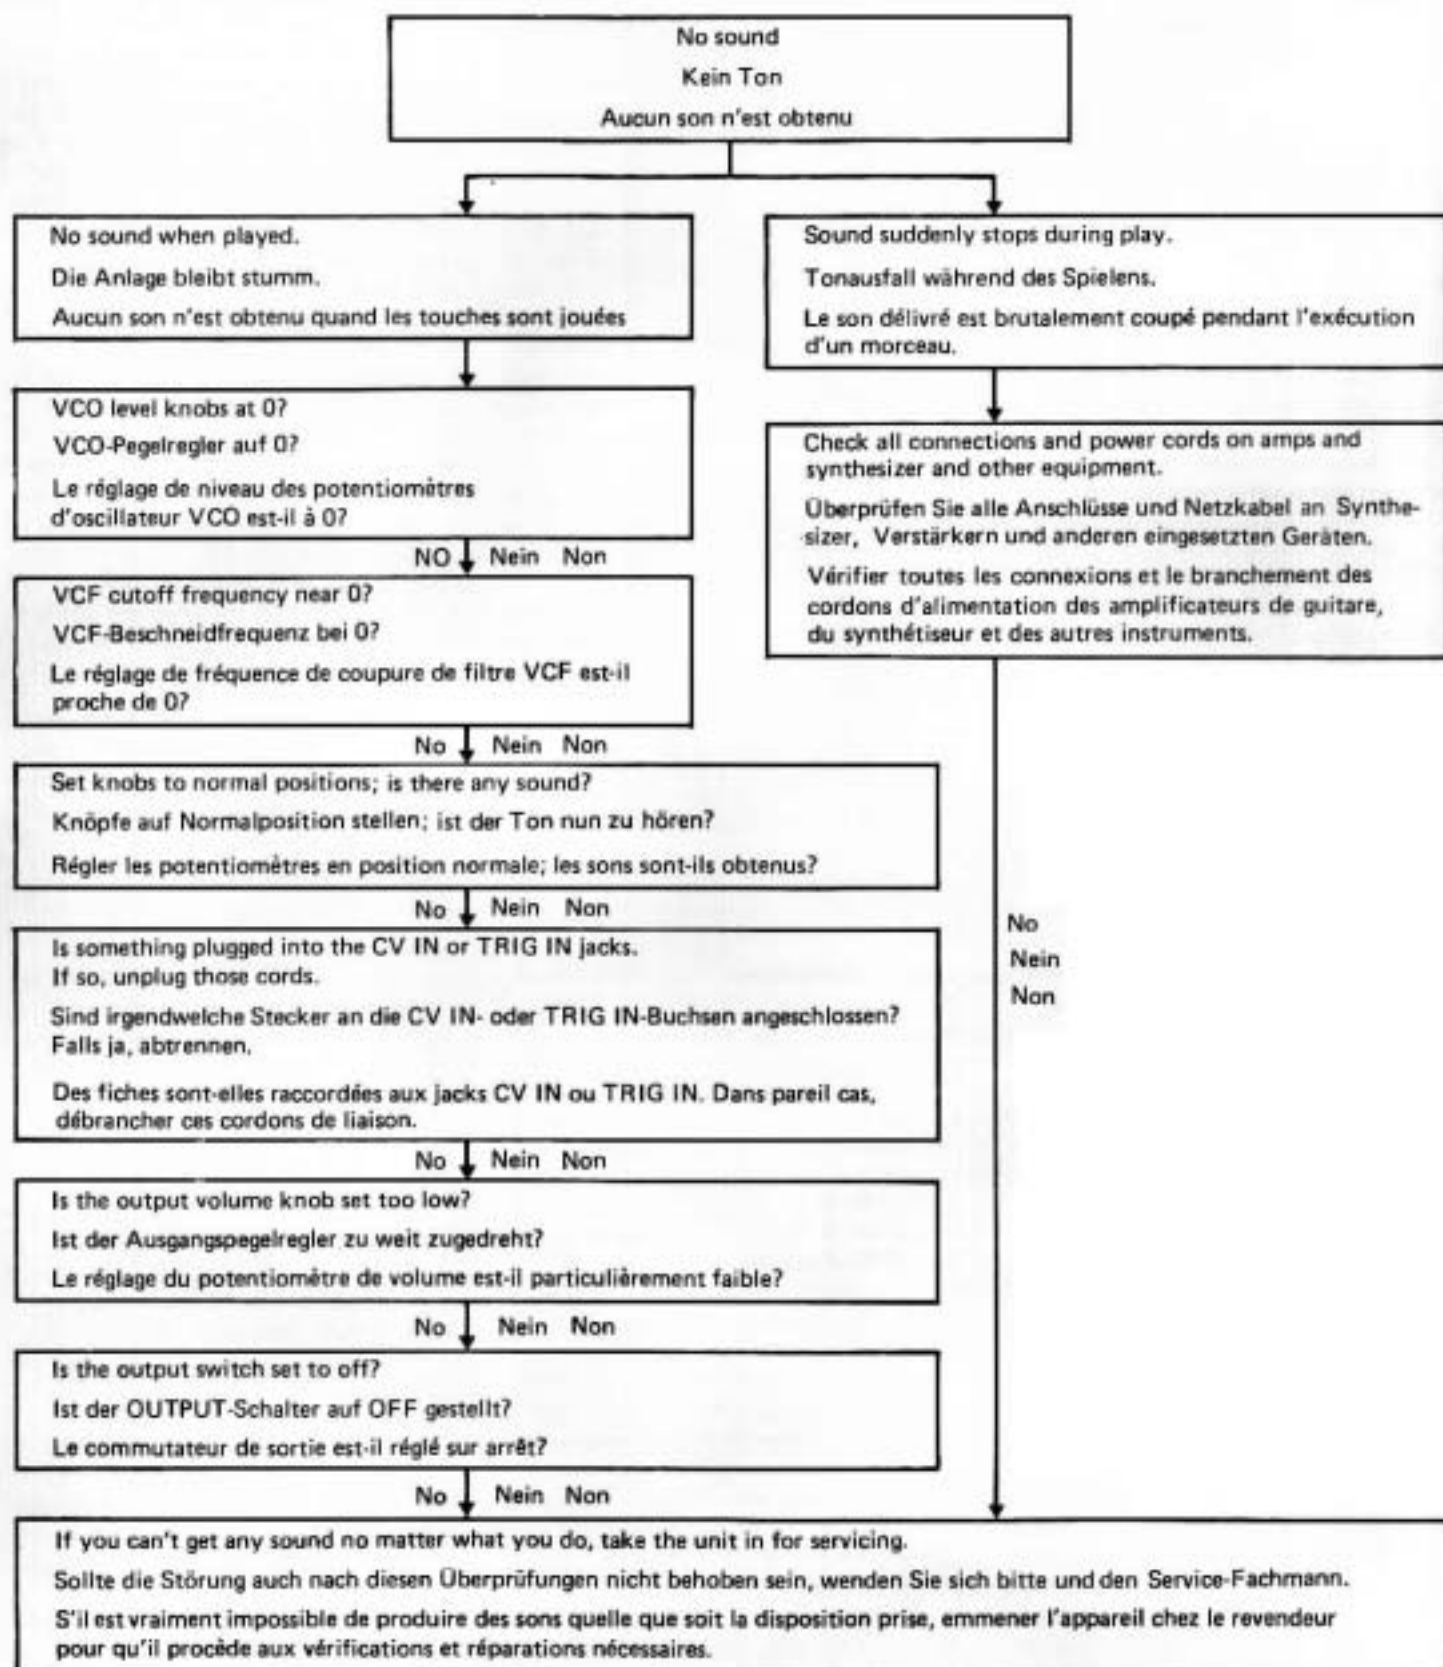 No sound
Kein Ton
Aucun son n'est obtenu
No sound when played.
Die Anlage bleibt stumm.
Aucun son n'est obtenu quand les touches sont jouées
Sound suddenly stops during play.
Tonausfall während des Spielens.
Le son délivré est brutalement coupé pendant l'exécution
d'un morceau.
VCO level knobs at 0?
VCO-Pegelregler auf 0?
Le réglage de niveau des potentiomètres
d'oscillateur VCO est-il à 0?
Check all connections and power cords on amps and
synthesizer and other equipment.
Überprüfen Sie alle Anschlüsse und Netzkabel an Synthe-
sizer, Verstärkern und anderen eingesetzten Geräten.
Vérifier toutes les connexions et le branchement des
cordons d'alimentation des amplificateurs de guitare,
du synthétiseur et des autres instruments.
NO Nein Non
VCF cutoff frequency near 0?
VCF-Beschneidfrequenz bei 0?
Le réglage de fréquence de coupure de filtre VCF est-il
proche de 0?
No Nein Non
Set knobs to normal positions; is there any sound?
Knöpfe auf Normalposition stellen; ist der Ton nun zu hören?
Régler les potentiomètres en position normale; les sons sont-ils obtenus?
No Nein Non
Is something plugged into the CV IN or TRIG IN jacks.
If so, unplug those cords.
Sind irgendwelche Stecker an die CV IN- oder TRIG IN-Buchsen angeschlossen?
Falls ja, abtrennen.
Des fiches sont-elles raccordées aux jacks CV IN ou TRIG IN. Dans pareil cas,
débrancher ces cordons de liaison.
No
Nein
Non
No Nein Non
Is the output volume knob set too low?
Ist der Ausgangspegelregler zu weit zugedreht?
Le réglage du potentiomètre de volume est-il particulièrement faible?
No Nein Non
Is the output switch set to off?
Ist der OUTPUT-Schalter auf OFF gestellt?
Le commutateur de sortie est-il réglé sur arrêt?
No Nein Non
If you can't get any sound no matter what you do, take the unit in for servicing.
Sollte die Störung auch nach diesen Überprüfungen nicht behoben sein, wenden Sie sich bitte und den Service-Fachmann.
S'il est vraiment impossible de produire des sons quelle que soit la disposition prise, emmener l'appareil chez le revendeur
pour qu'il procède aux vérifications et réparations nécessaires.